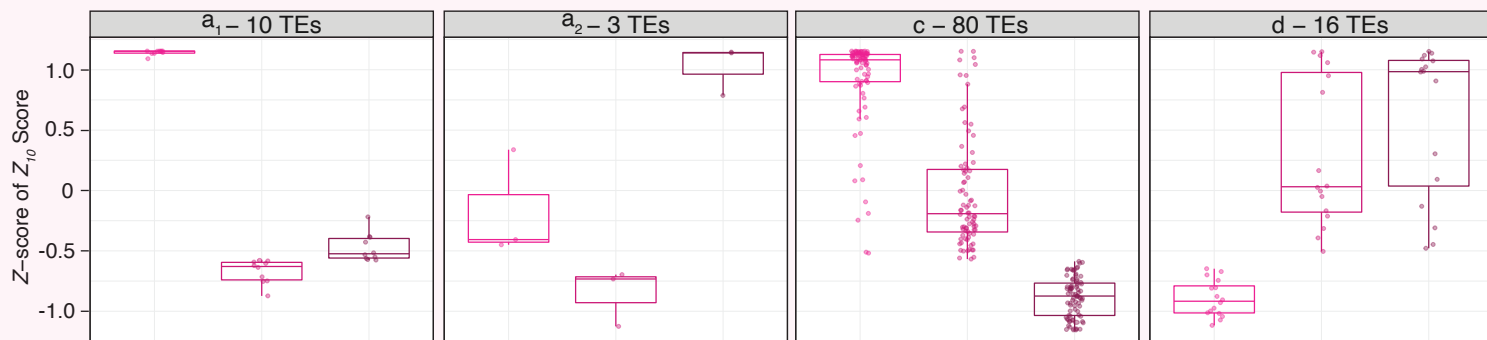 a1 – 10 TEs
a2 – 3 TEs
c – 80 TEs
d – 16 TEs
Z–score of Z10 Score
1.0
0.5
0
-0.5
-1.0